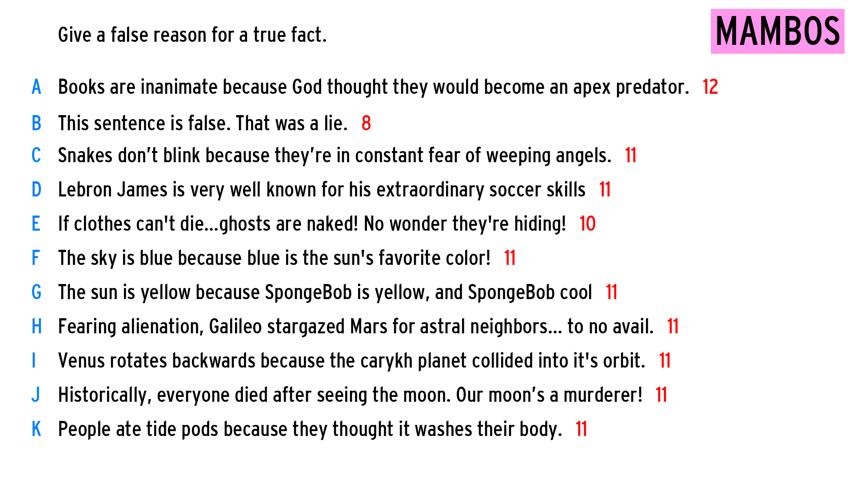 Give a false reason for a true fact.
MAMBOS
A Books are inanimate because God thought they would become an apex predator. 12
B This sentence is false. That was a lie. 8
C Snakes don’t blink because they’re in constant fear of weeping angels. 11
D Lebron James is very well known for his extraordinary soccer skills 11
E If clothes can't die...ghosts are naked! No wonder they're hiding! 10
F The sky is blue because blue is the sun's favorite color! 11
G The sun is yellow because SpongeBob is yellow, and SpongeBob cool 11
H Fearing alienation, Galileo stargazed Mars for astral neighbors... to no avail. 11
I Venus rotates backwards because the carykh planet collided into it's orbit. 11
J Historically, everyone died after seeing the moon. Our moon’s a murderer! 11
K People ate tide pods because they thought it washes their body. 11